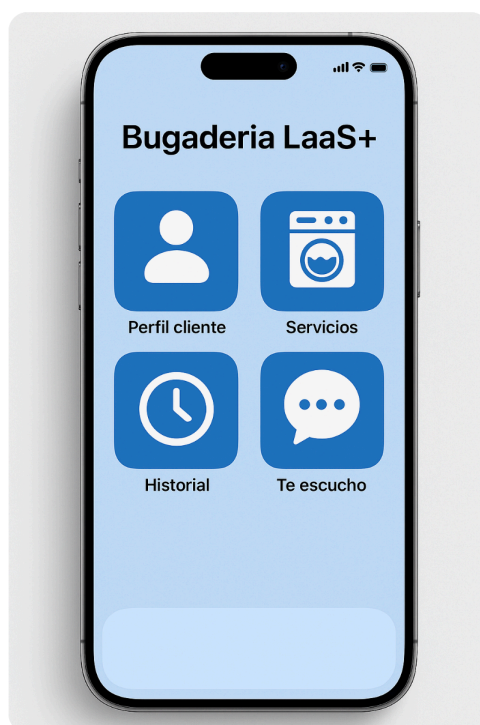 Bugaderia LaaS+
Perfil cliente
Servicios
Historial
Te escucho